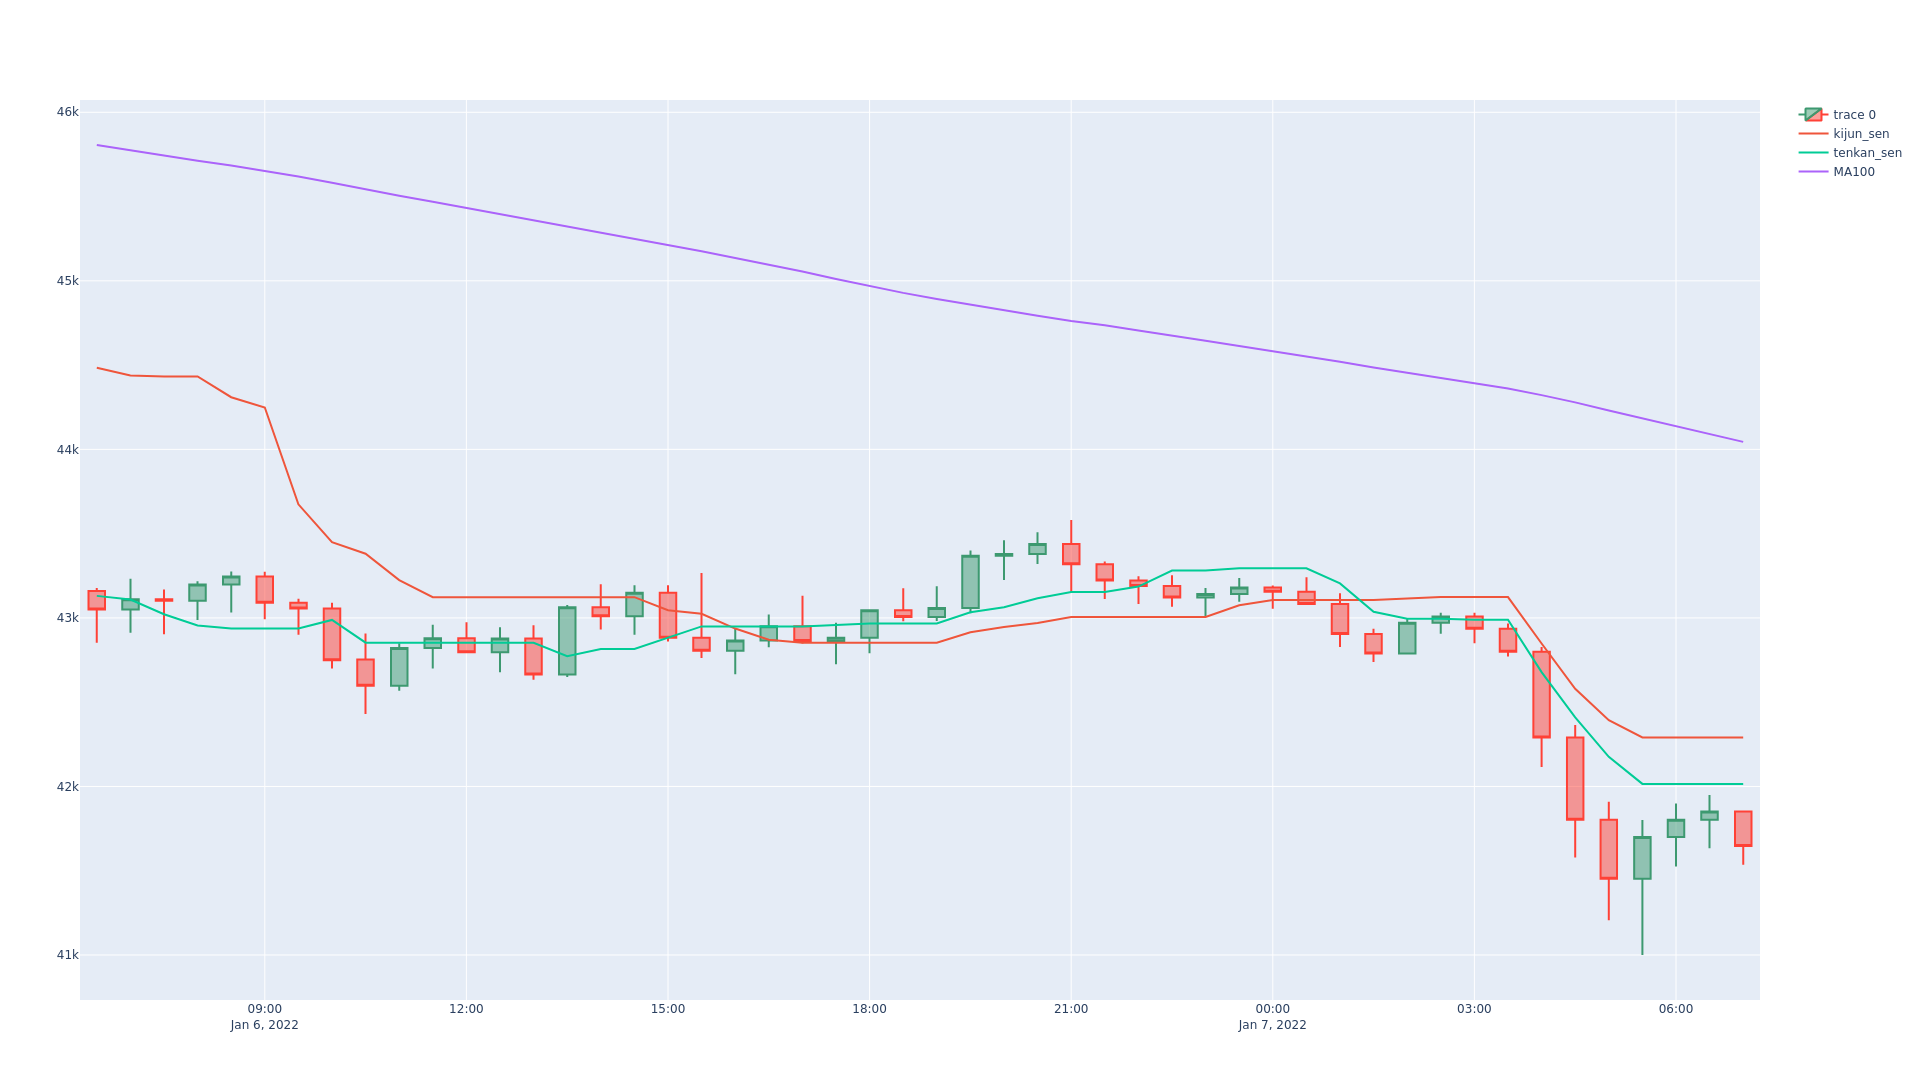 46k
45k
44k
43k
42k
41k
09:00
Jan 6, 2022
12:00
15:00
18:00
21:00
00:00
Jan 7, 2022
03:00
06:00
trace 0
kijun_sen
tenkan_sen
MA100